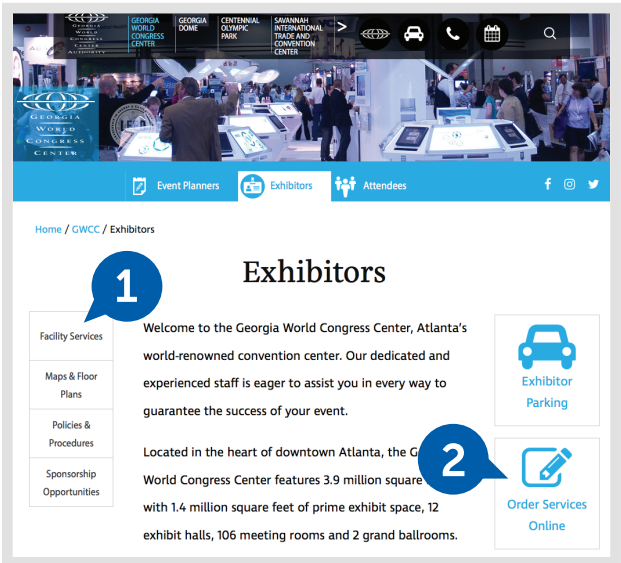 GEORGIA
WORLD
CONGRESS
CENTER
AUTHORITY
GEORGIA
WORLD
CONGRESS
CENTER
GEORGIA
DOME
CENTENNIAL
OLYMPIC
PARK
SAVANNAH
INTERNATIONAL
TRADE AND
CONVENTION
CENTER
>
GEORGIA
WORLD
CONGRESS
CENTER
Event Planners
Exhibitors
Attendees
Home / GWCC / Exhibitors
Exhibitors
1
Facility Services
Maps & Floor
Plans
Policies &
Procedures
Sponsorship
Opportunities
Welcome to the Georgia World Congress Center, Atlanta's
world-renowned convention center. Our dedicated and
experienced staff is eager to assist you in every way to
guarantee the success of your event.
Located in the heart of downtown Atlanta, the G
World Congress Center features 3.9 million square
with 1.4 million square feet of prime exhibit space, 12
exhibit halls, 106 meeting rooms and 2 grand ballrooms.
Exhibitor
Parking
2
Order Services
Online